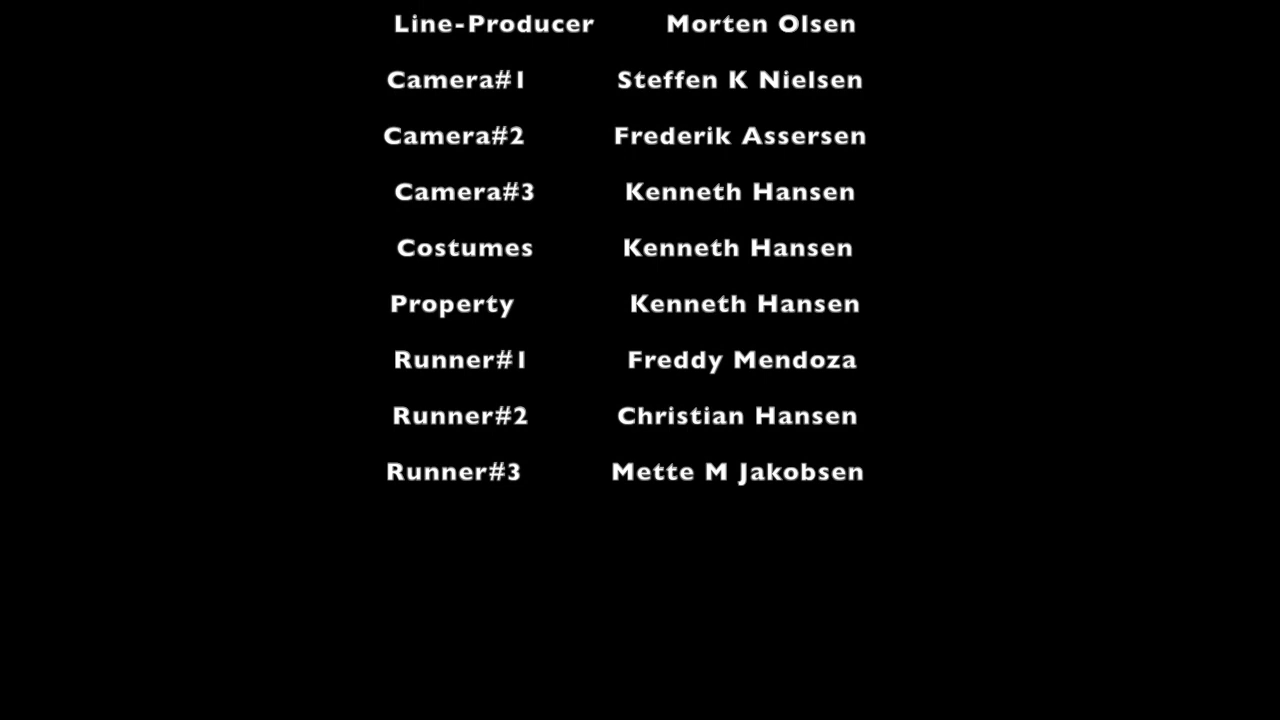 Line-Producer Morten Olsen
Camera#1 Steffen K Nielsen
Camera#2 Frederik Assersen
Camera#3 Kenneth Hansen
Costumes Kenneth Hansen
Property Kenneth Hansen
Runner#1 Freddy Mendoza
Runner#2 Christian Hansen
Runner#3 Mette M Jakobsen